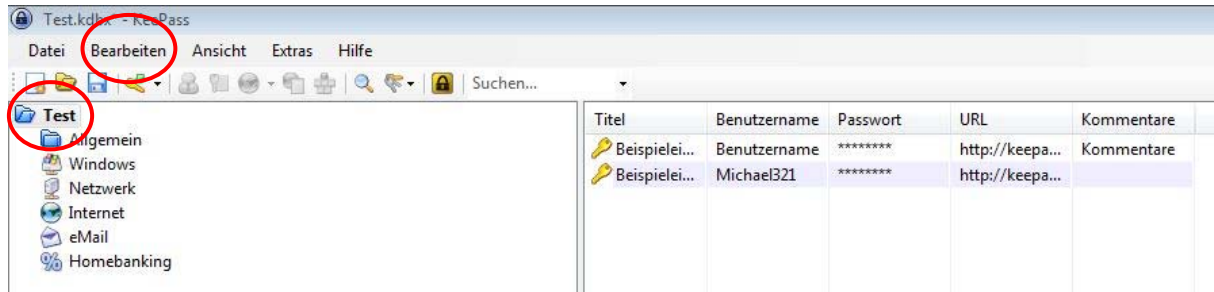 Test.kdbx* - KeePass
Datei Bearbeiten Ansicht Extras Hilfe
Suchen...
Test
Allgemein
Windows
Netzwerk
Internet
eMail
Homebanking
Titel Benutzername Passwort URL Kommentare
Beispielei... Benutzername ******** http://keepa... Kommentare
Beispielei... Michael321 ******** http://keepa...